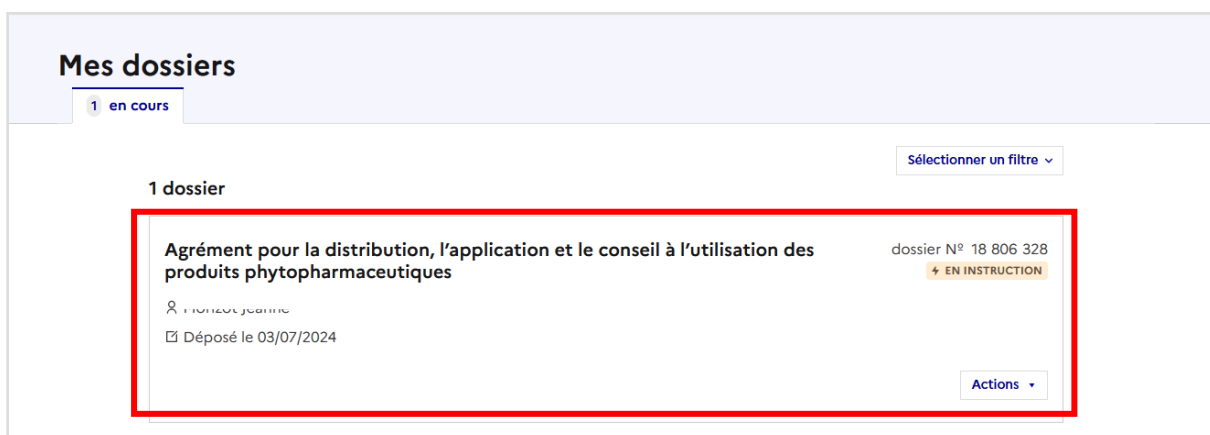 Mes dossiers
1 en cours
Sélectionner un filtre
1 dossier
Agrément pour la distribution, l'application et le conseil à l'utilisation des
produits phytopharmaceutiques
dossier Nº 18 806 328
EN INSTRUCTION
Déposé le 03/07/2024
Actions